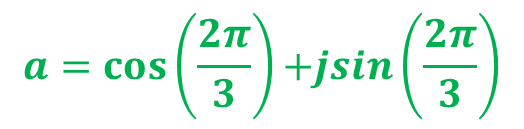 a = cos(2π/3) +jsin(2π/3)